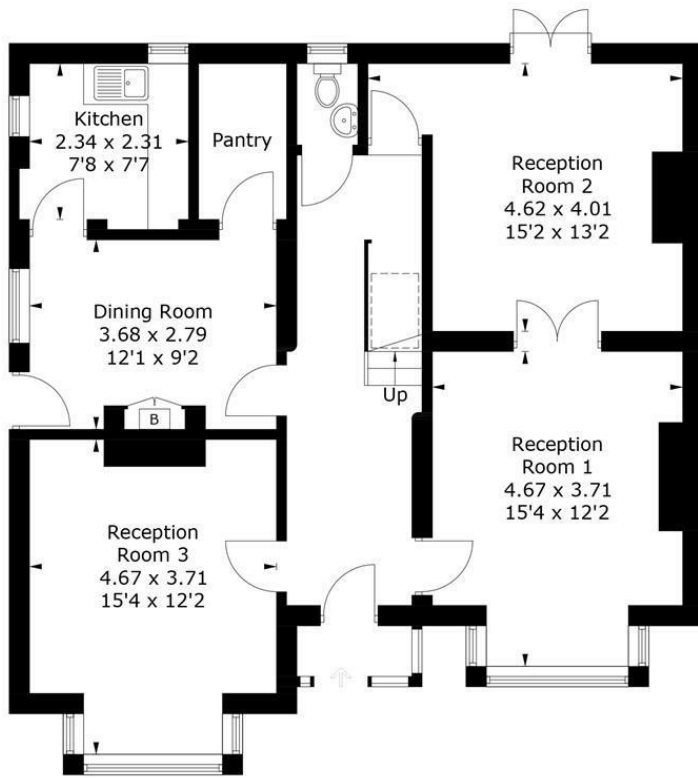 Kitchen
2.34 x 2.31
7'8 x 7'7
Pantry
Reception
Room 2
4.62 x 4.01
15'2 x 13'2
Dining Room
3.68 x 2.79
12'1 x 9'2
B
Up
Reception
Room 1
4.67 x 3.71
15'4 x 12'2
Reception
Room 3
4.67 x 3.71
15'4 x 12'2